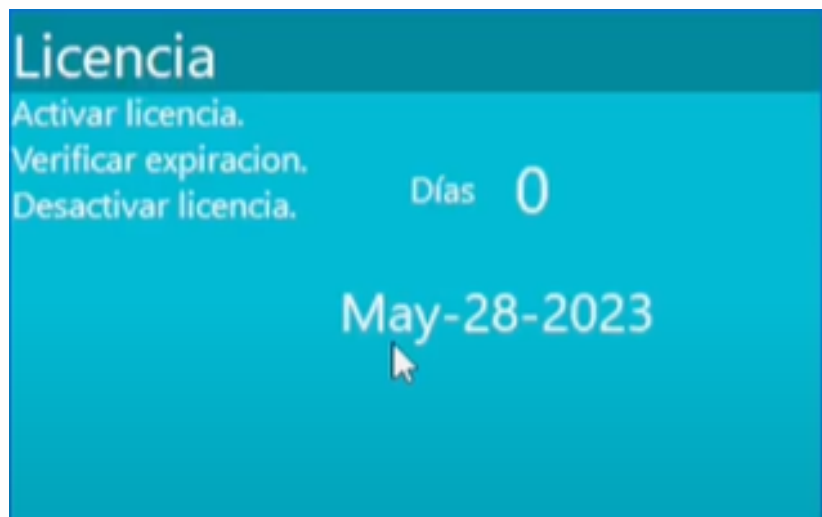 Licencia
Activar licencia.
Verificar expiracion.
Desactivar licencia.
Días 0
May-28-2023